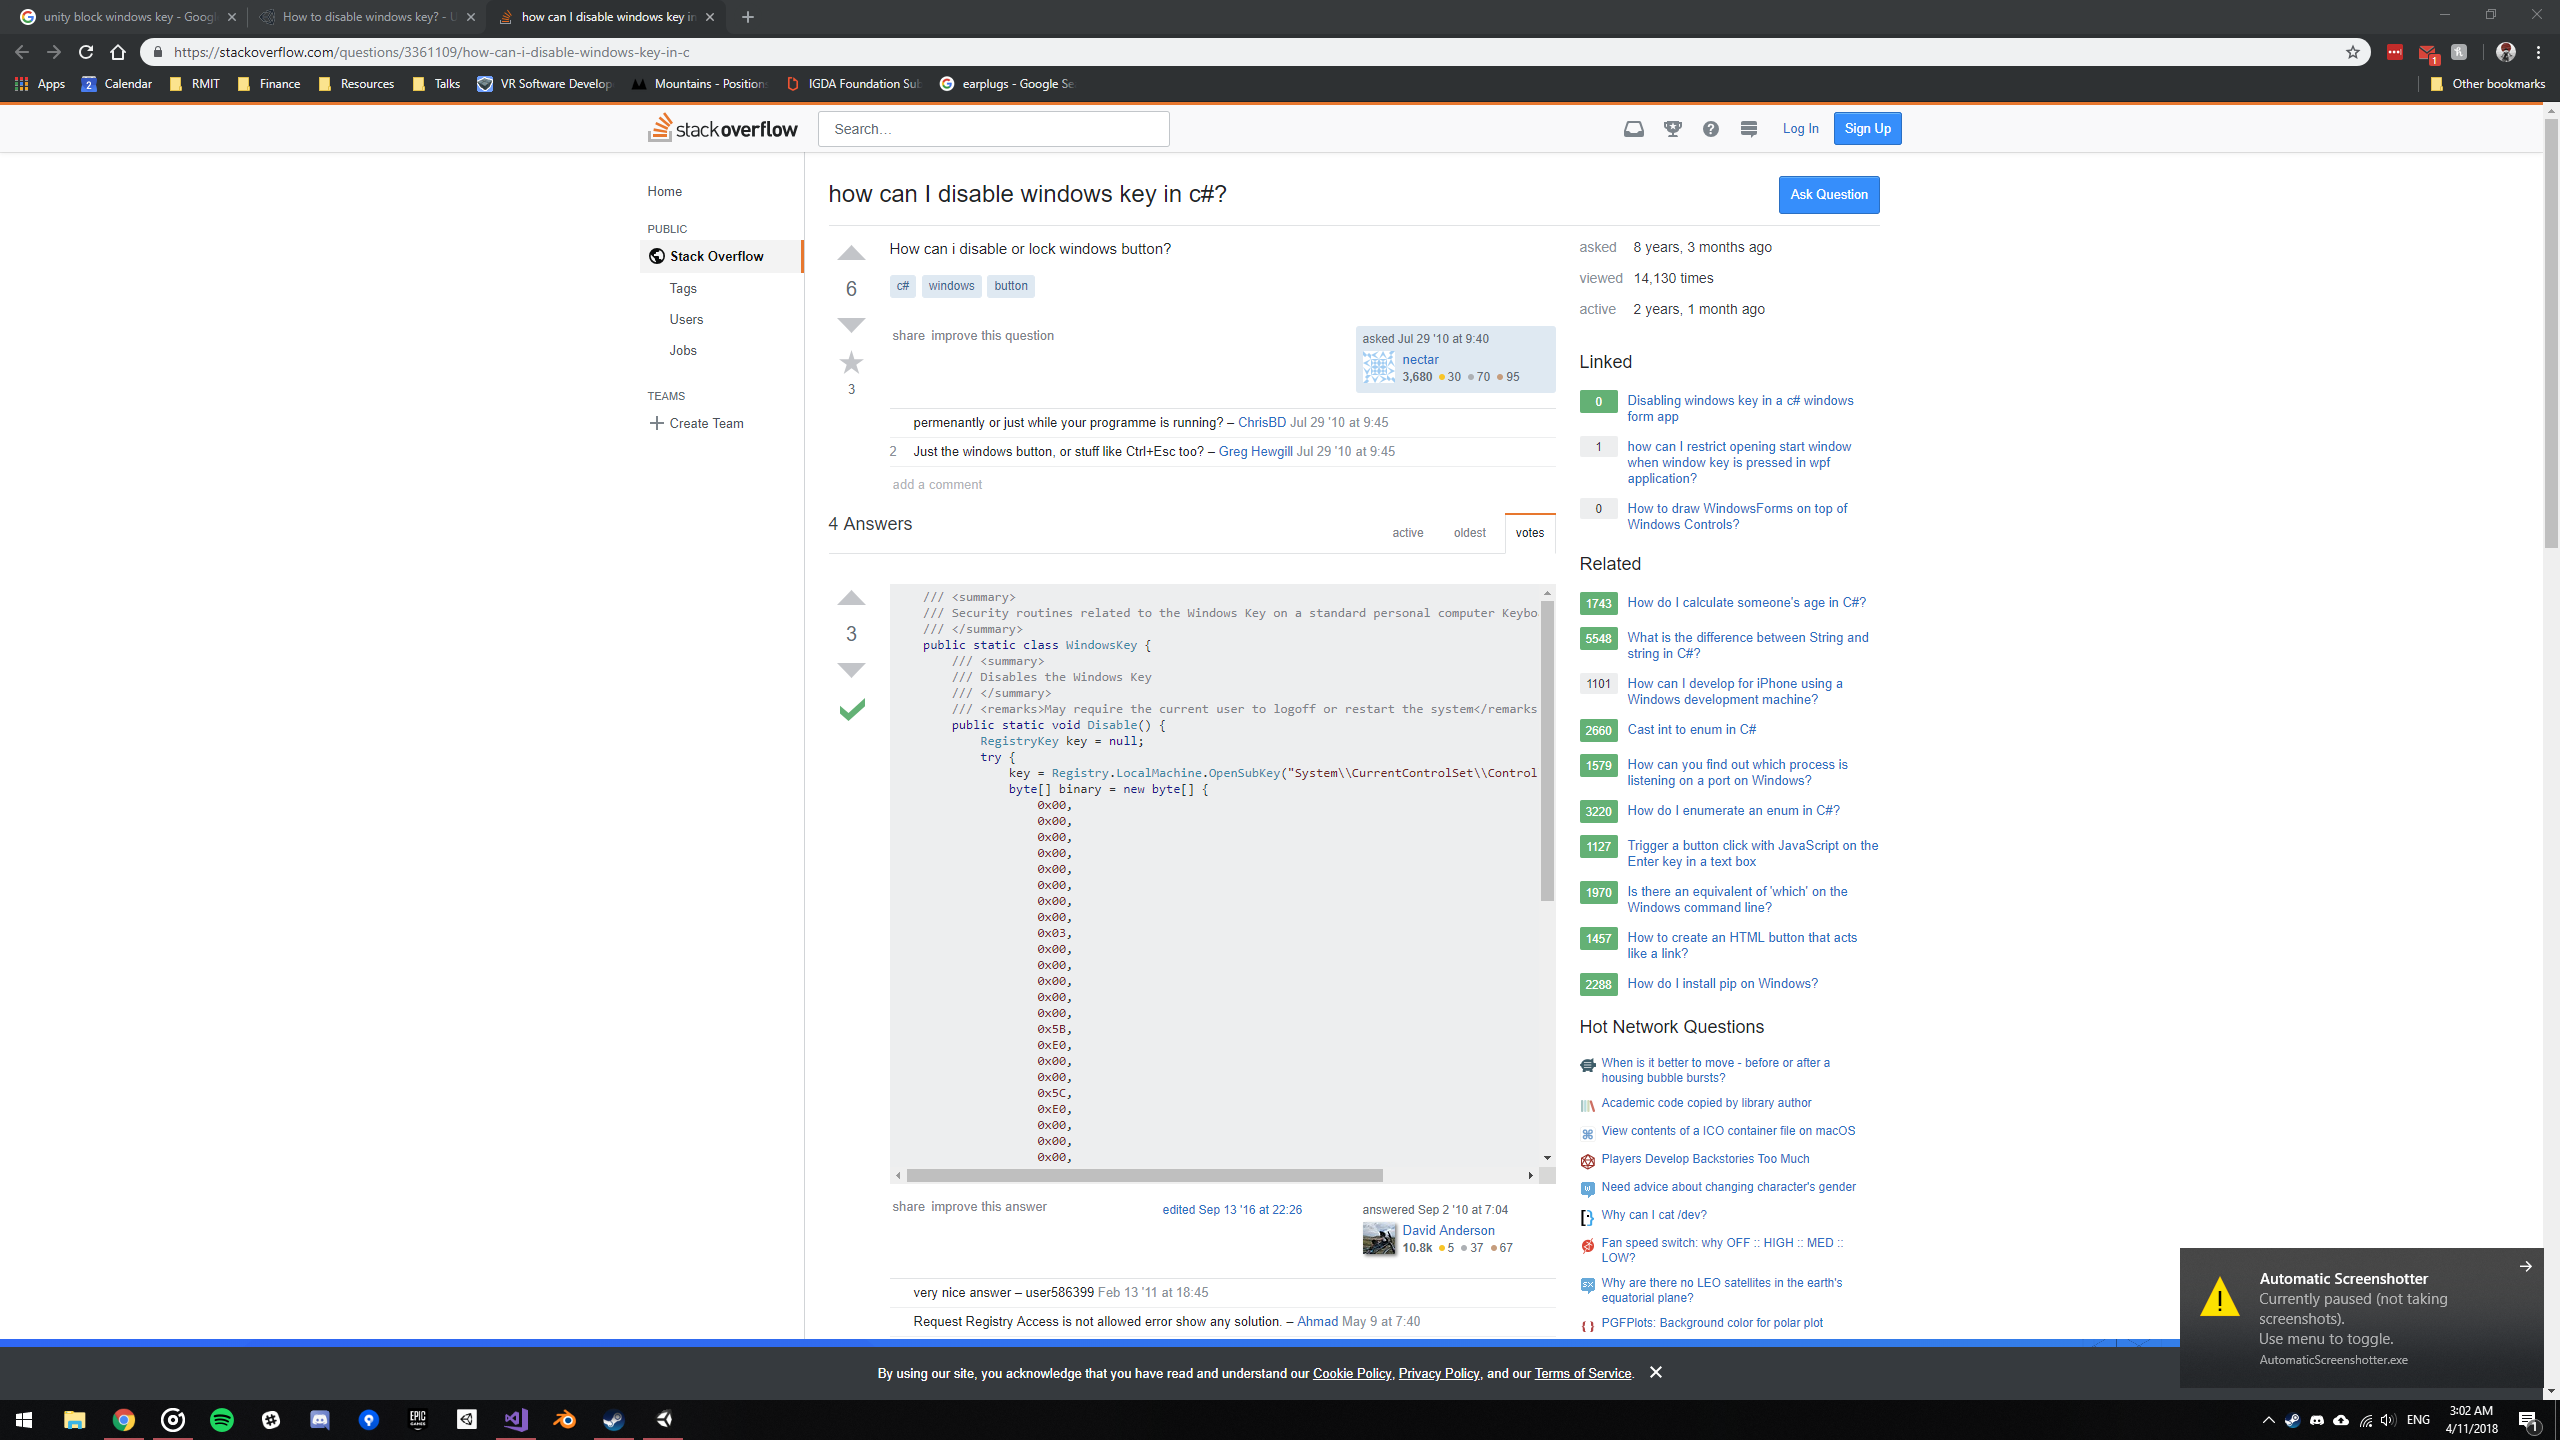 unity block windows key - Goog
How to disable windows key? - U
how can I disable windows key in
https://stackoverflow.com/questions/3361109/how-can-i-disable-windows-key-in-c
Apps
Calendar
RMIT
Finance
Resources
Talks
VR Software Develop
Mountains - Position
IGDA Foundation Sub
earplugs - Google Se
Other bookmarks
stackoverflow
Search…
Log In
Sign Up
Home
PUBLIC
Stack Overflow
Tags
Users
Jobs
TEAMS
Create Team
how can I disable windows key in c#?
Ask Question
6
3
How can i disable or lock windows button?
c# windows button
share improve this question
asked Jul 29 '10 at 9:40
nectar
3,680 30 70 95
permenantly or just while your programme is running? – ChrisBD Jul 29 '10 at 9:45
2 Just the windows button, or stuff like Ctrl+Esc too? – Greg Hewgill Jul 29 '10 at 9:45
add a comment
4 Answers
active oldest votes
3
/// <summary>
/// Security routines related to the Windows Key on a standard personal computer Keybo
/// </summary>
public static class WindowsKey {
/// <summary>
/// Disables the Windows Key
/// </summary>
/// <remarks>May require the current user to logoff or restart the system</remarks
public static void Disable() {
RegistryKey key = null;
try {
key = Registry.LocalMachine.OpenSubKey("System\\CurrentControlSet\\Control
byte[] binary = new byte[] {
0x00,
0x00,
0x00,
0x00,
0x00,
0x00,
0x00,
0x00,
0x03,
0x00,
0x00,
0x00,
0x00,
0x00,
0x5B,
0xE0,
0x00,
0x00,
0x5C,
0xE0,
0x00,
0x00,
0x00,
share improve this answer
edited Sep 13 '16 at 22:26
answered Sep 2 '10 at 7:04
David Anderson
10.8k 5 37 67
very nice answer – user586399 Feb 13 '11 at 18:45
Request Registry Access is not allowed error show any solution. – Ahmad May 9 at 7:40
asked 8 years, 3 months ago
viewed 14,130 times
active 2 years, 1 month ago
Linked
0 Disabling windows key in a c# windows
form app
1 how can I restrict opening start window
when window key is pressed in wpf
application?
0 How to draw WindowsForms on top of
Windows Controls?
Related
1743 How do I calculate someone's age in C#?
5548 What is the difference between String and
string in C#?
1101 How can I develop for iPhone using a
Windows development machine?
2660 Cast int to enum in C#
1579 How can you find out which process is
listening on a port on Windows?
3220 How do I enumerate an enum in C#?
1127 Trigger a button click with JavaScript on the
Enter key in a text box
1970 Is there an equivalent of 'which' on the
Windows command line?
1457 How to create an HTML button that acts
like a link?
2288 How do I install pip on Windows?
Hot Network Questions
When is it better to move - before or after a
housing bubble bursts?
Academic code copied by library author
View contents of a ICO container file on macOS
Players Develop Backstories Too Much
Need advice about changing character's gender
Why can I cat /dev?
Fan speed switch: why OFF :: HIGH :: MED ::
LOW?
Why are there no LEO satellites in the earth's
equatorial plane?
PGFPlots: Background color for polar plot
By using our site, you acknowledge that you have read and understand our Cookie Policy, Privacy Policy, and our Terms of Service.
Automatic Screenshotter
Currently paused (not taking
screenshots).
Use menu to toggle.
AutomaticScreenshotter.exe
EPIC
GAMES
ENG
3:02 AM
4/11/2018
1